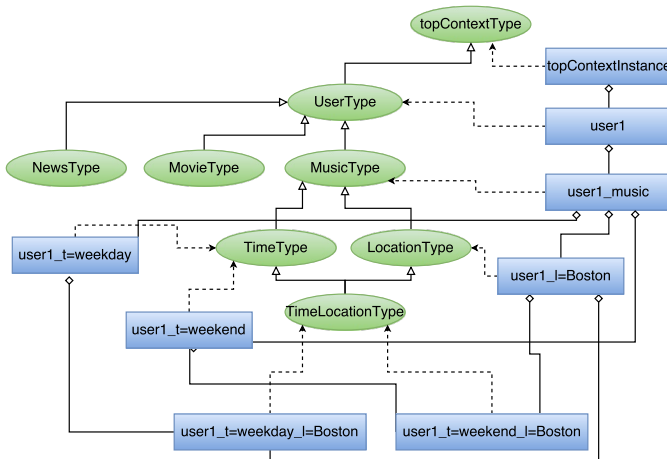 topContextType
topContextInstance
UserType
user1
NewsType
MovieType
MusicType
user1_music
user1_t=weekday
TimeType
LocationType
user1_l=Boston
TimeLocationType
user1_t=weekend
user1_t=weekday_l=Boston
user1_t=weekend_l=Boston